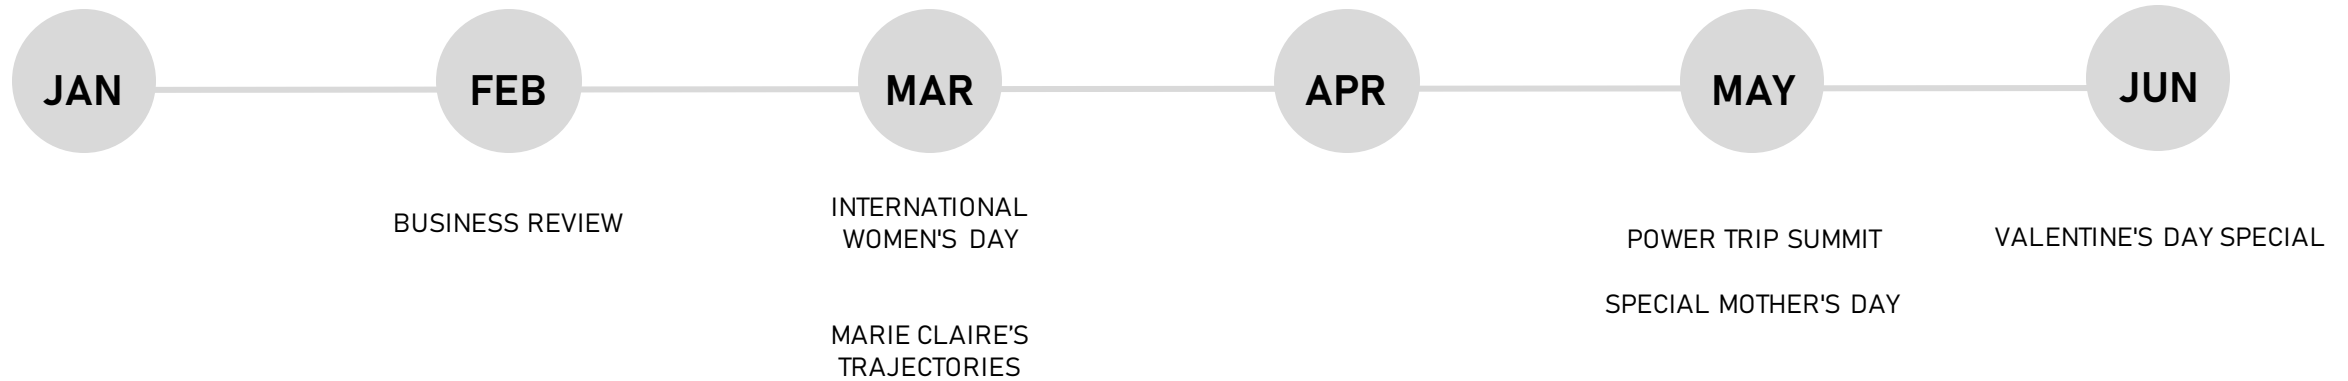 JAN
FEB
MAR
APR
MAY
JUN
BUSINESS REVIEW
INTERNATIONAL
WOMEN'S DAY
MARIE CLAIRE’S
TRAJECTORIES
POWER TRIP SUMMIT
SPECIAL MOTHER'S DAY
VALENTINE'S DAY SPECIAL